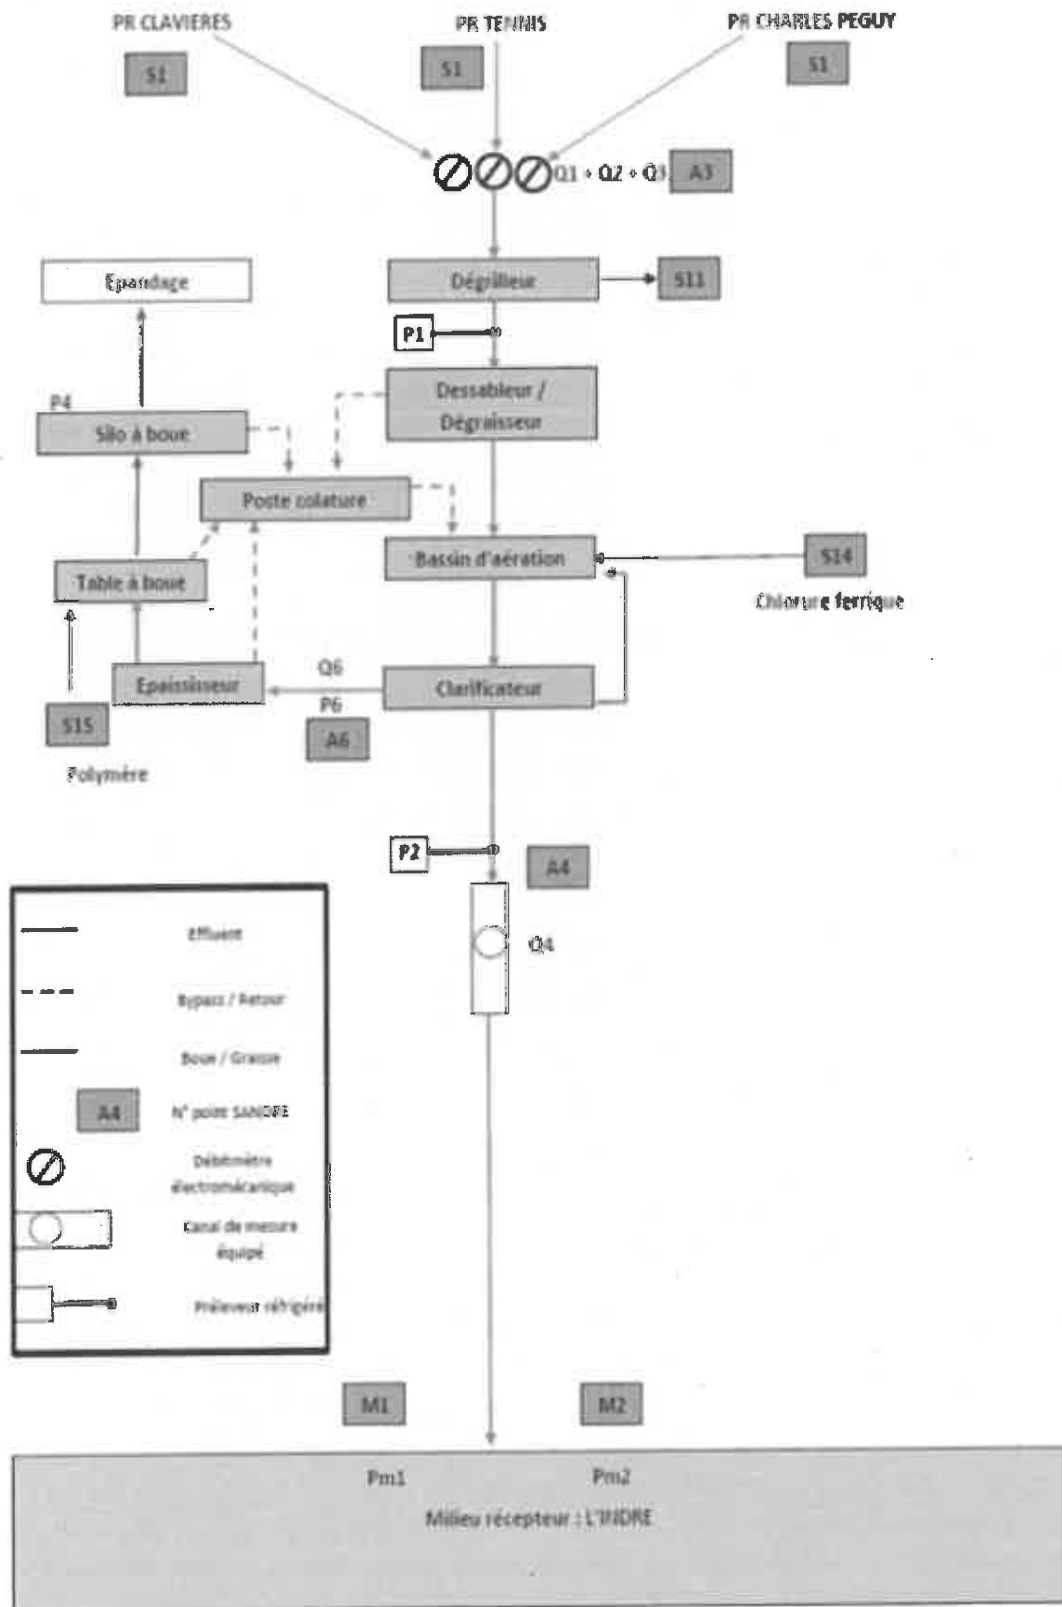 PR CLAVIERES
PR TENNIS
PR CHARLES PEGUY
S1
S1
S1
Q1 + Q2 + Q3
A3
Epandage
Dégrilleur
S11
P1
Dessableur /
Dégraisseur
P4
Silo à boue
Poste colature
Bassin d'aération
S14
Table à boue
Chlorure ferrique
Epaississeur
Q6
P6
Clarificateur
S15
A6
Polymère
P2
A4
Q4
Effluent
Bypass / Retour
Boue / Graisse
A4
N° point SANDRE
Débitmètre
électromécanique
Canal de mesure
équipé
Préleveur réfrigéré
M1
M2
Pm1
Pm2
Milieu récepteur : L'INDRE